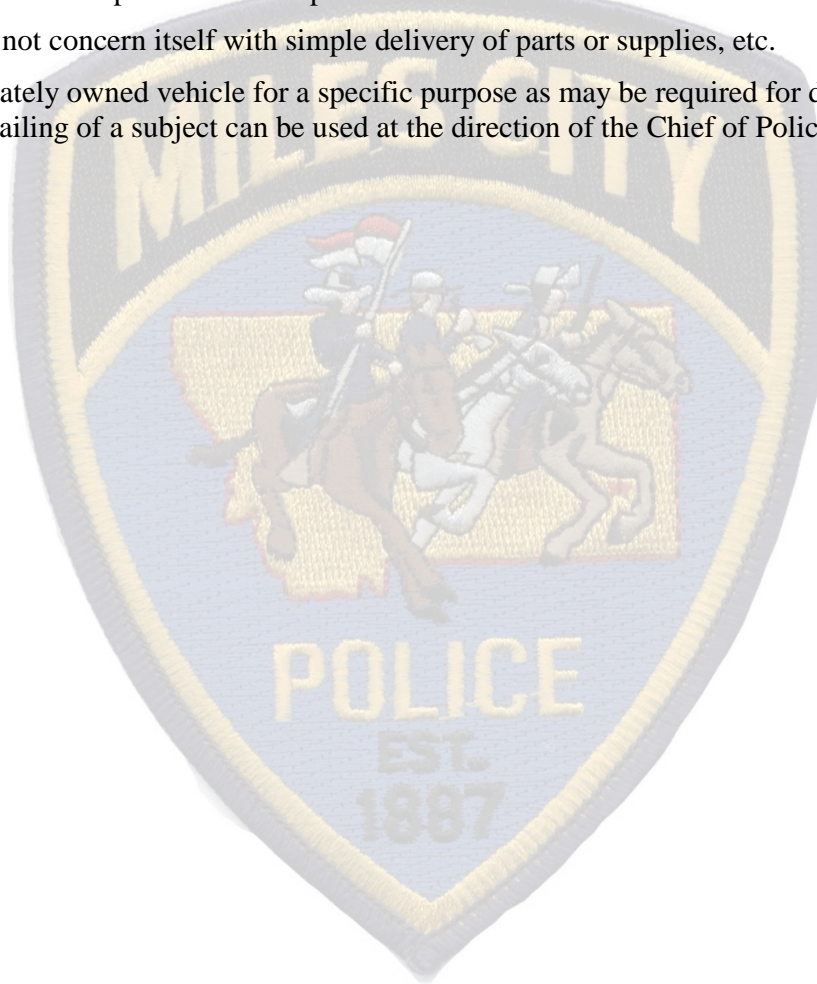 not concern itself with simple delivery of parts or supplies, etc.
ately owned vehicle for a specific purpose as may be required for d
ailing of a subject can be used at the direction of the Chief of Polic
MILES CITY
POLICE
EST.
1887